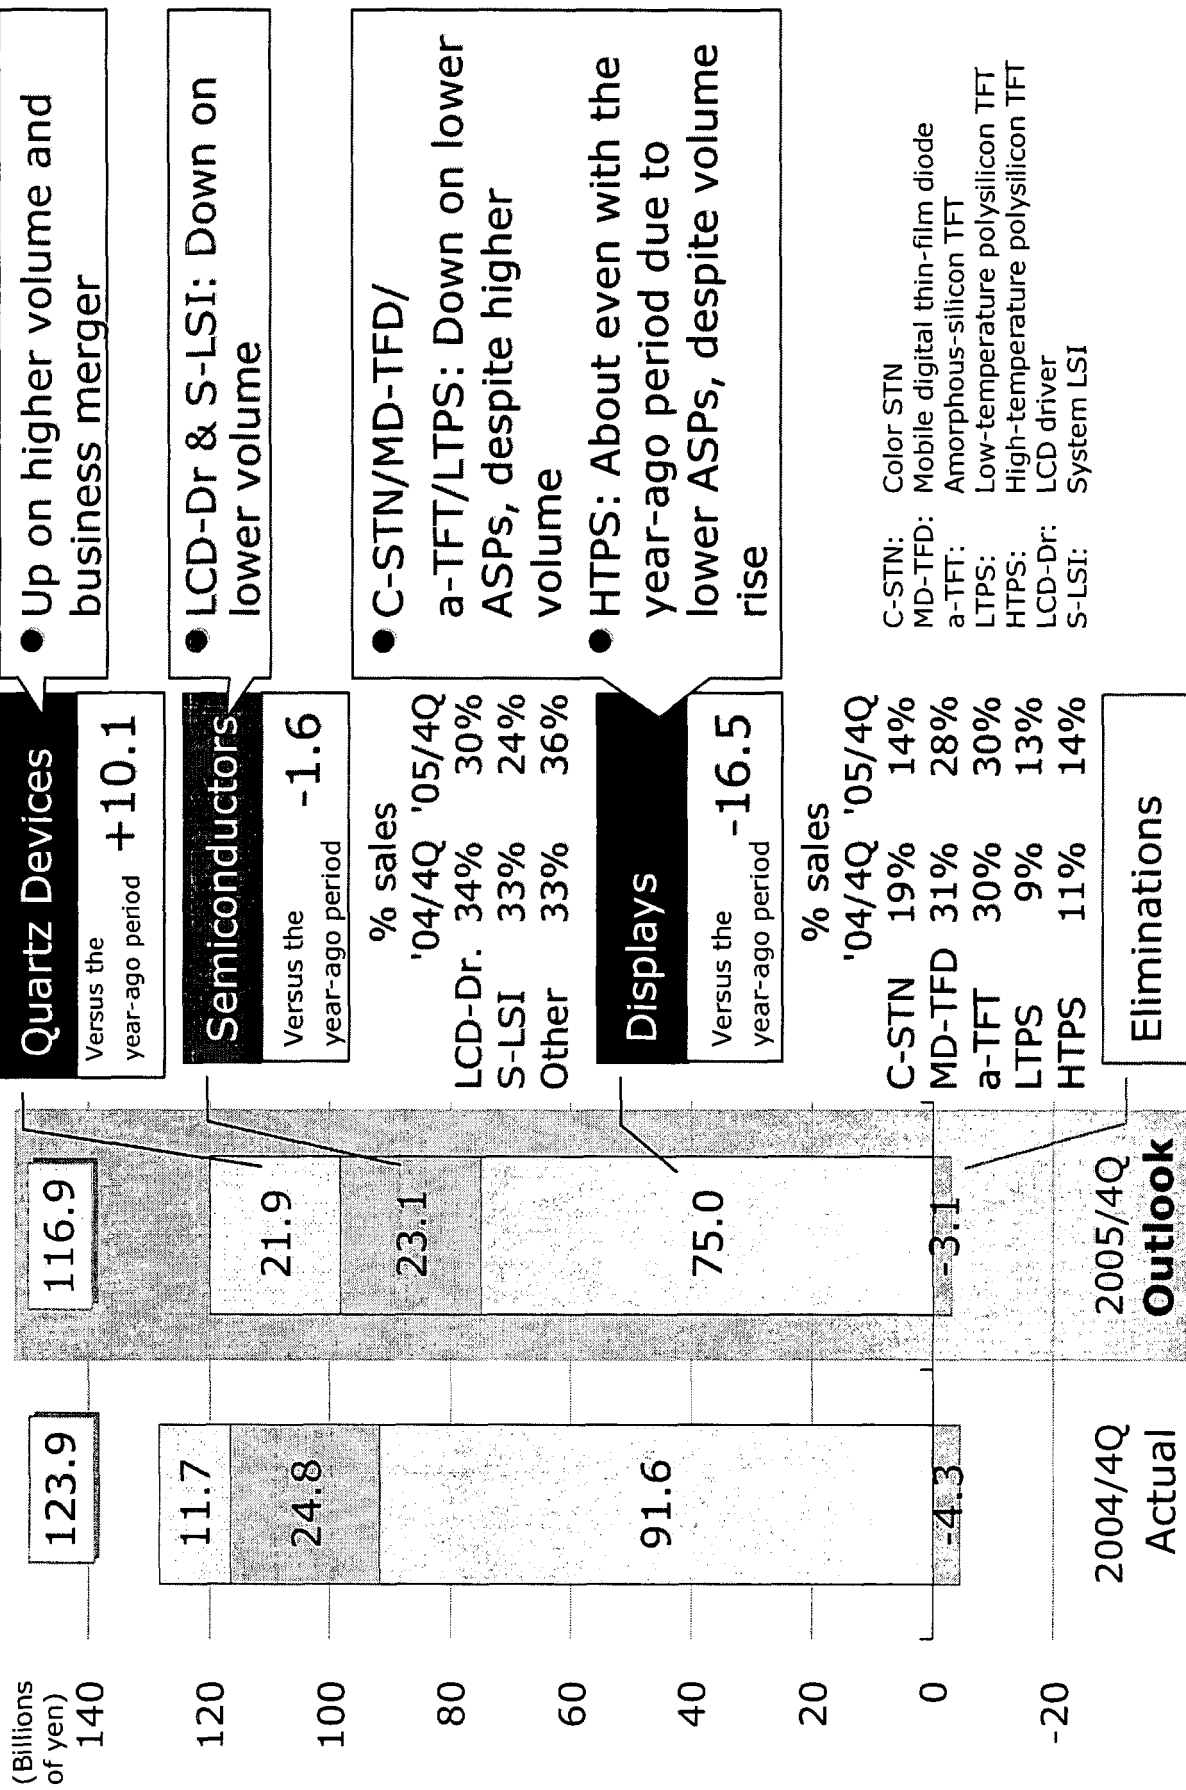 (Billions
of yen)
140
120
100
80
60
40
20
0
-20
123.9
11.7
24.8
91.6
-4.3
2004/4Q
Actual
116.9
21.9
23.1
75.0
-3.1
2005/4Q
Outlook
Quartz Devices
Versus the
year-ago period +10.1
● Up on higher volume and
business merger
Semiconductors
Versus the
year-ago period -1.6
● LCD-Dr & S-LSI: Down on
lower volume
% sales
'04/4Q '05/4Q
LCD-Dr. 34% 30%
S-LSI 33% 24%
Other 33% 36%
Displays
Versus the
year-ago period -16.5
● C-STN/MD-TFD/
a-TFT/LTPS: Down on lower
ASPs, despite higher
volume
● HTPS: About even with the
year-ago period due to
lower ASPs, despite volume
rise
% sales
'04/4Q '05/4Q
C-STN 19% 14%
MD-TFD 31% 28%
a-TFT 30% 30%
LTPS 9% 13%
HTPS 11% 14%
Eliminations
C-STN: Color STN
MD-TFD: Mobile digital thin-film diode
a-TFT: Amorphous-silicon TFT
LTPS: Low-temperature polysilicon TFT
HTPS: High-temperature polysilicon TFT
LCD-Dr: LCD driver
S-LSI: System LSI